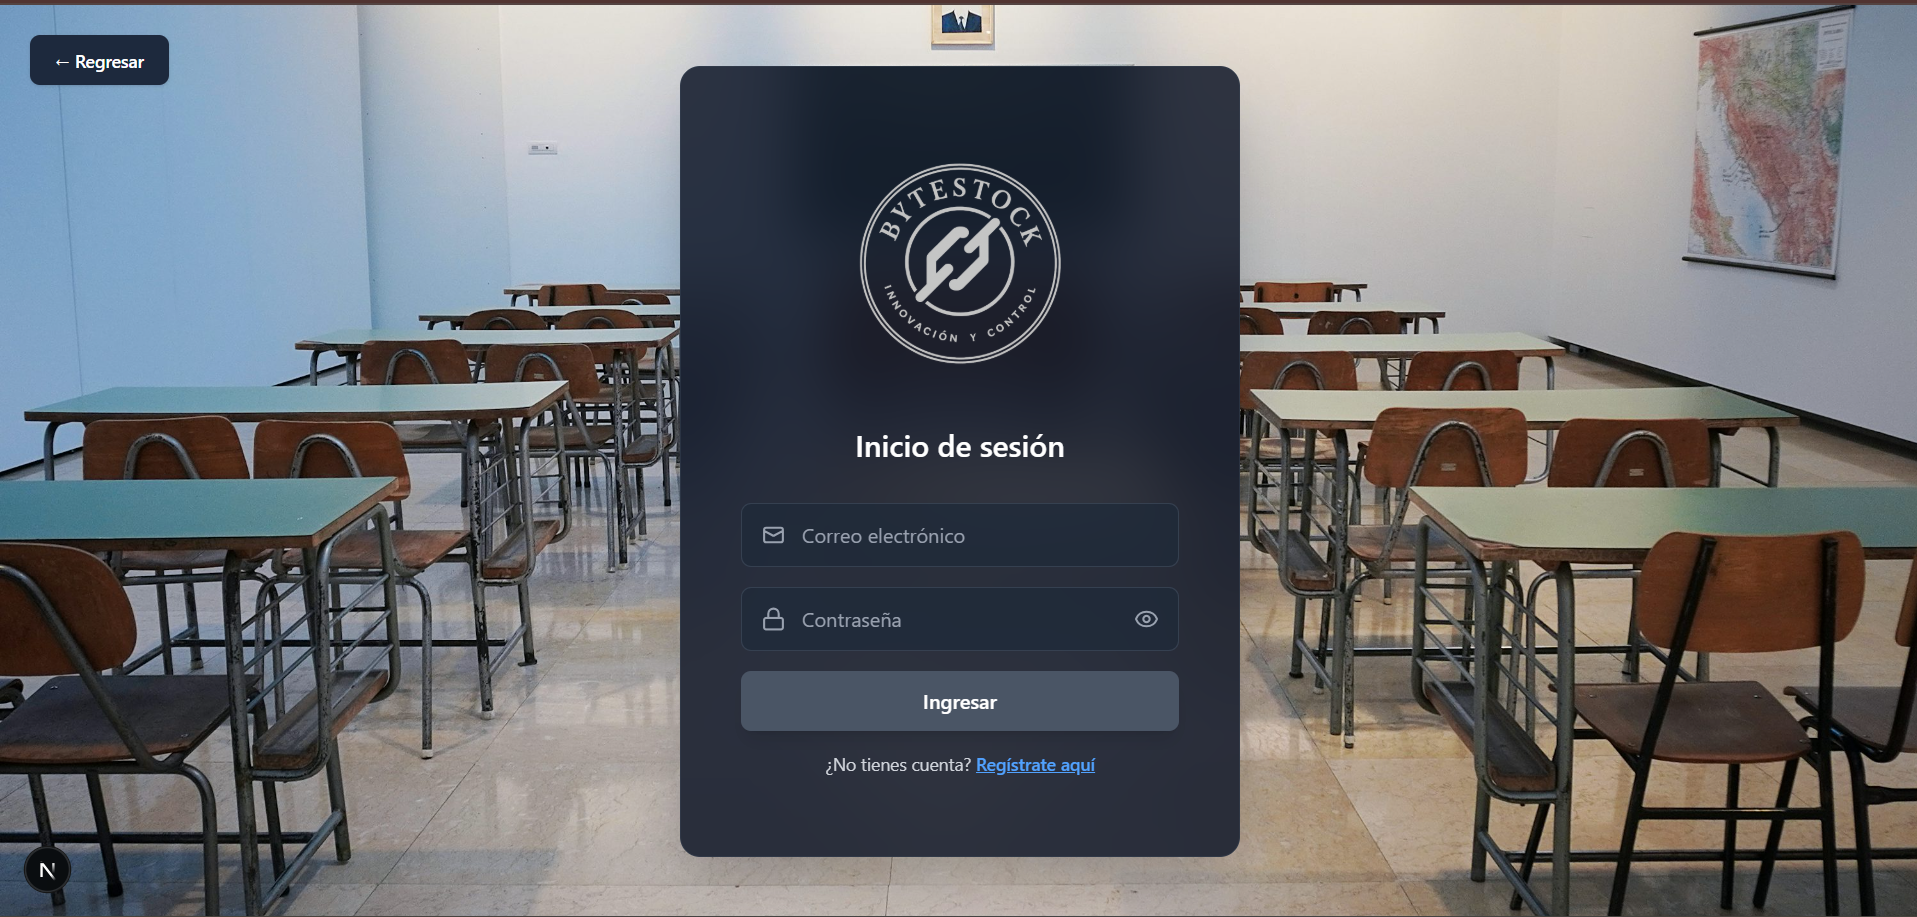 ← Regresar
BYTESTOCK
INNOVACIÓN Y CONTROL
Inicio de sesión
Correo electrónico
Contraseña
Ingresar
¿No tienes cuenta? Regístrate aquí
N